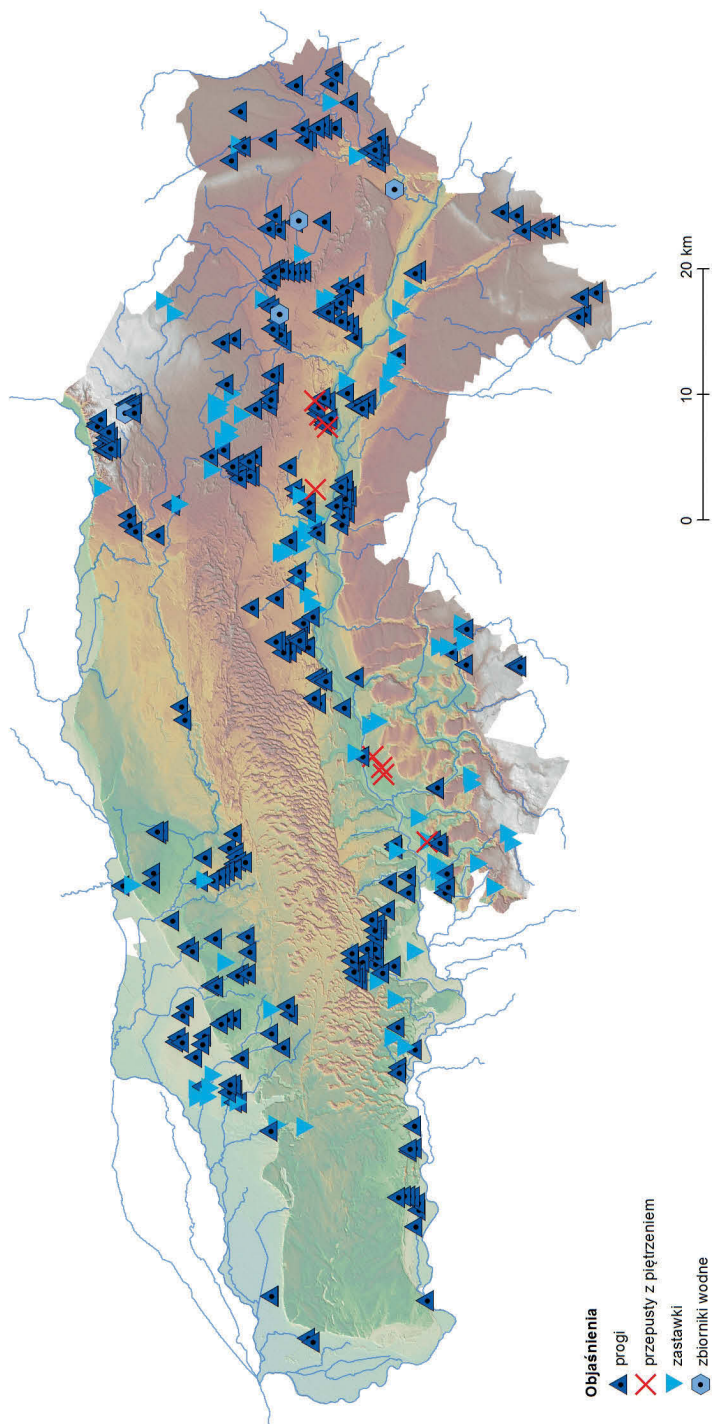 Objaśnienia
progi
przepusty z piętrzeniem
zastawki
zbiorniki wodne
0 10 20 km